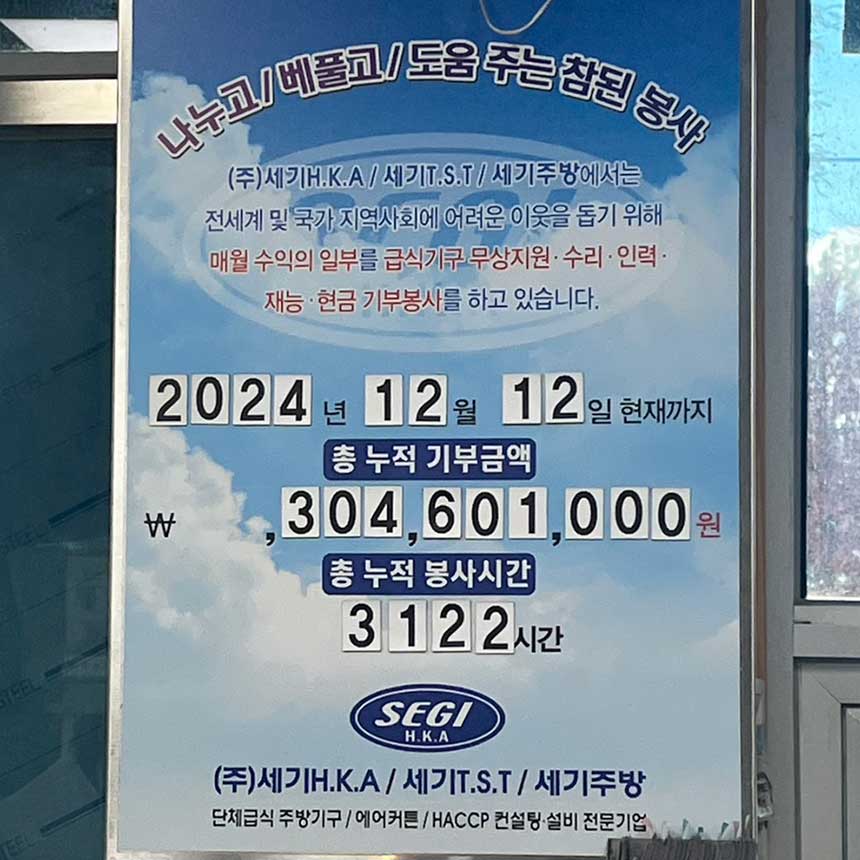 나누고/베풀고/도움 주는 참된 봉사
(주)세기H.K.A / 세기T.S.T / 세기주방에서는
전세계 및 국가 지역사회에 어려운 이웃을 돕기 위해
매월 수익의 일부를 급식기구 무상지원·수리·인력·
재능·현금 기부봉사를 하고 있습니다.
2024년 12월 12일 현재까지
총 누적 기부금액
₩ ,304,601,000원
총 누적 봉사시간
3122시간
SEGI
H.K.A
(주)세기H.K.A / 세기T.S.T / 세기주방
단체급식 주방기구 / 에어커튼 / HACCP 컨설팅·설비 전문기업